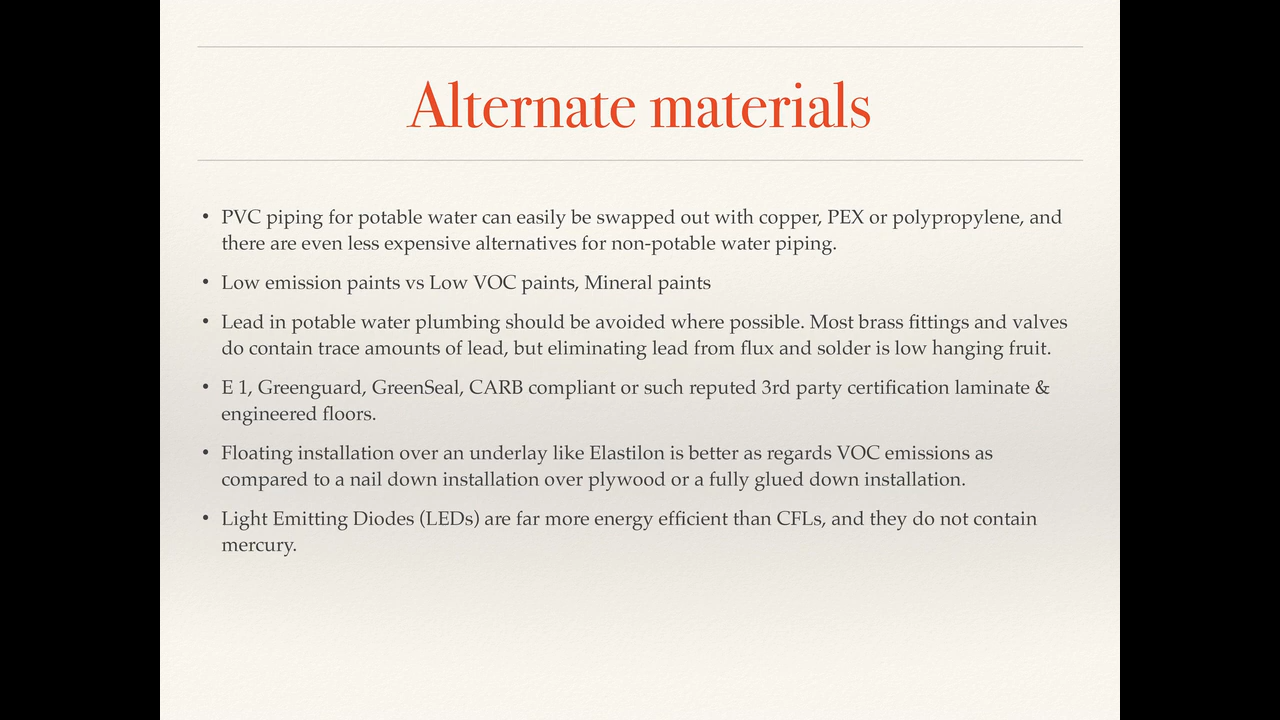 Alternate materials
• PVC piping for potable water can easily be swapped out with copper, PEX or polypropylene, and
there are even less expensive alternatives for non-potable water piping.
• Low emission paints vs Low VOC paints, Mineral paints
• Lead in potable water plumbing should be avoided where possible. Most brass fittings and valves
do contain trace amounts of lead, but eliminating lead from flux and solder is low hanging fruit.
• E 1, Greenguard, GreenSeal, CARB compliant or such reputed 3rd party certification laminate &
engineered floors.
• Floating installation over an underlay like Elastilon is better as regards VOC emissions as
compared to a nail down installation over plywood or a fully glued down installation.
• Light Emitting Diodes (LEDs) are far more energy efficient than CFLs, and they do not contain
mercury.